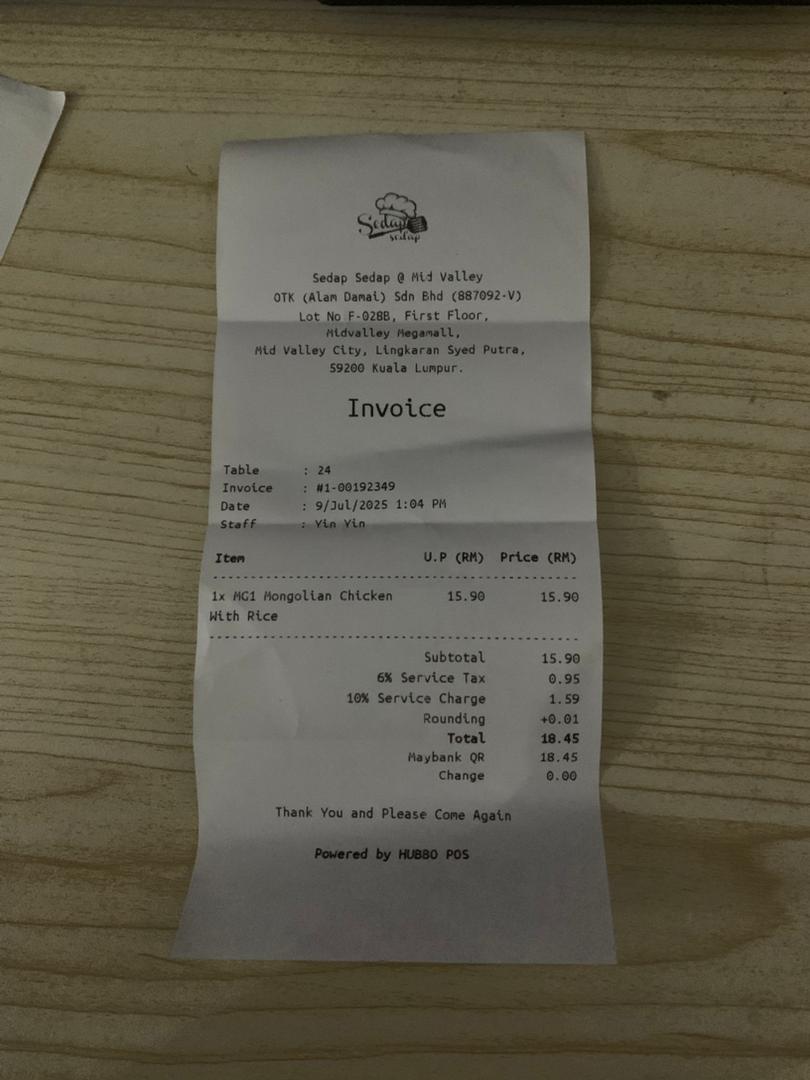 Sedap
sedap
Sedap Sedap @ Mid Valley
OTK (Alam Damai) Sdn Bhd (887092-V)
Lot No F-028B, First Floor,
Midvalley Megamall,
Mid Valley City, Lingkaran Syed Putra,
59200 Kuala Lumpur.
Invoice
Table : 24
Invoice : #1-00192349
Date : 9/Jul/2025 1:04 PM
Staff : Yin Yin
Item U.P (RM) Price (RM)
1x MG1 Mongolian Chicken 15.90 15.90
With Rice
Subtotal 15.90
6% Service Tax 0.95
10% Service Charge 1.59
Rounding +0.01
Total 18.45
Maybank QR 18.45
Change 0.00
Thank You and Please Come Again
Powered by HUBBO POS